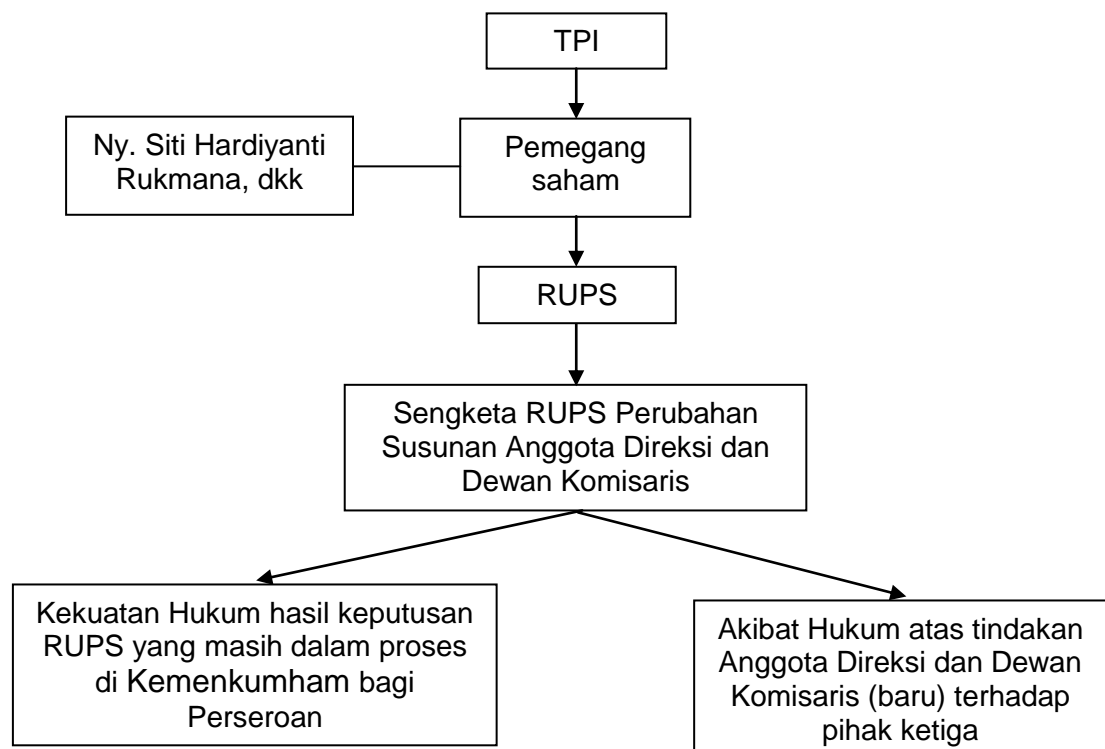 TPI
Ny. Siti Hardiyanti
Rukmana, dkk
Pemegang
saham
RUPS
Sengketa RUPS Perubahan
Susunan Anggota Direksi dan
Dewan Komisaris
Kekuatan Hukum hasil keputusan
RUPS yang masih dalam proses
di Kemenkumham bagi
Perseroan
Akibat Hukum atas tindakan
Anggota Direksi dan Dewan
Komisaris (baru) terhadap
pihak ketiga